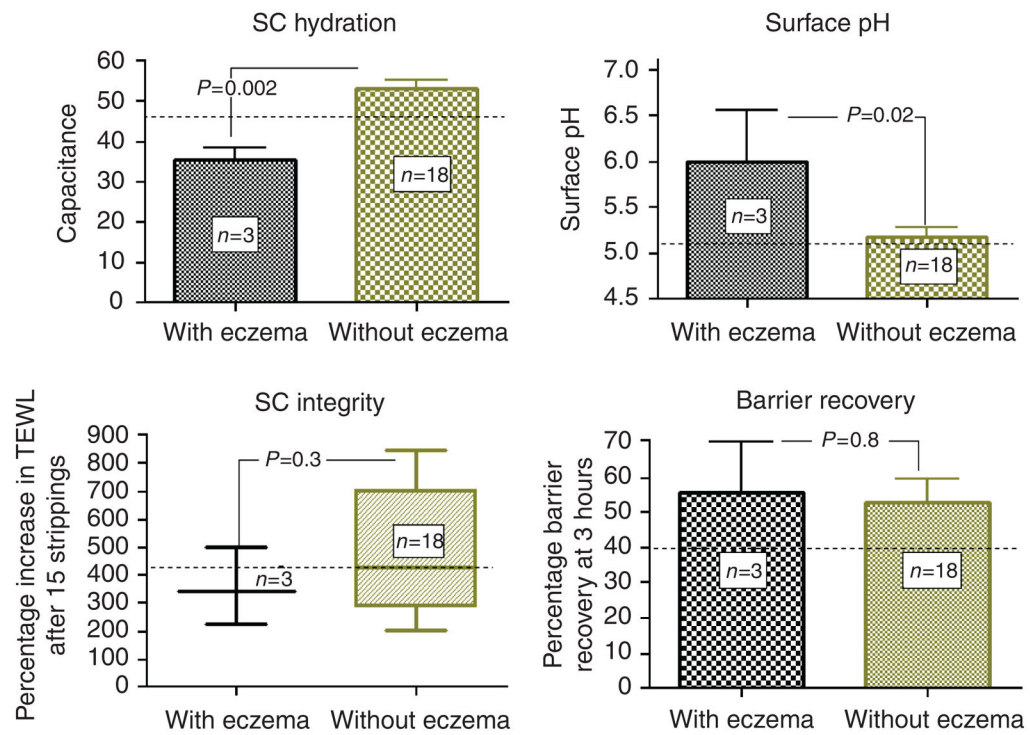 SC hydration
Capacitance
60
50
40
30
20
10
0
P=0.002
n=3
n=18
With eczema
Without eczema
Surface pH
Surface pH
7.0
6.5
6.0
5.5
5.0
4.5
P=0.02
n=3
n=18
With eczema
Without eczema
SC integrity
Percentage increase in TEWL
after 15 strippings
900
800
700
600
500
400
300
200
100
0
P=0.3
n=3
n=18
With eczema
Without eczema
Barrier recovery
Percentage barrier
recovery at 3 hours
70
60
50
40
30
20
10
0
P=0.8
n=3
n=18
With eczema
Without eczema